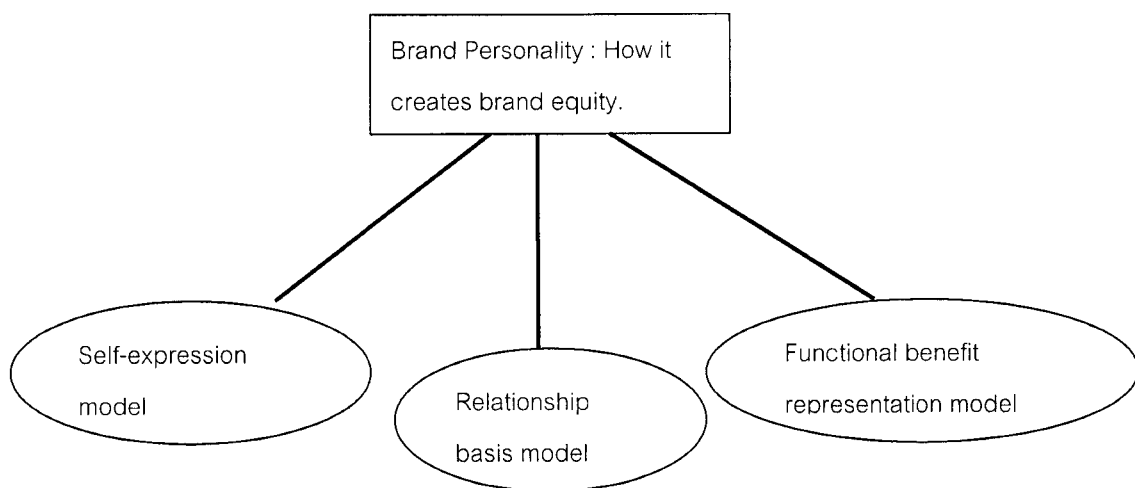 Brand Personality : How it
creates brand equity.
Self-expression
model
Relationship
basis model
Functional benefit
representation model